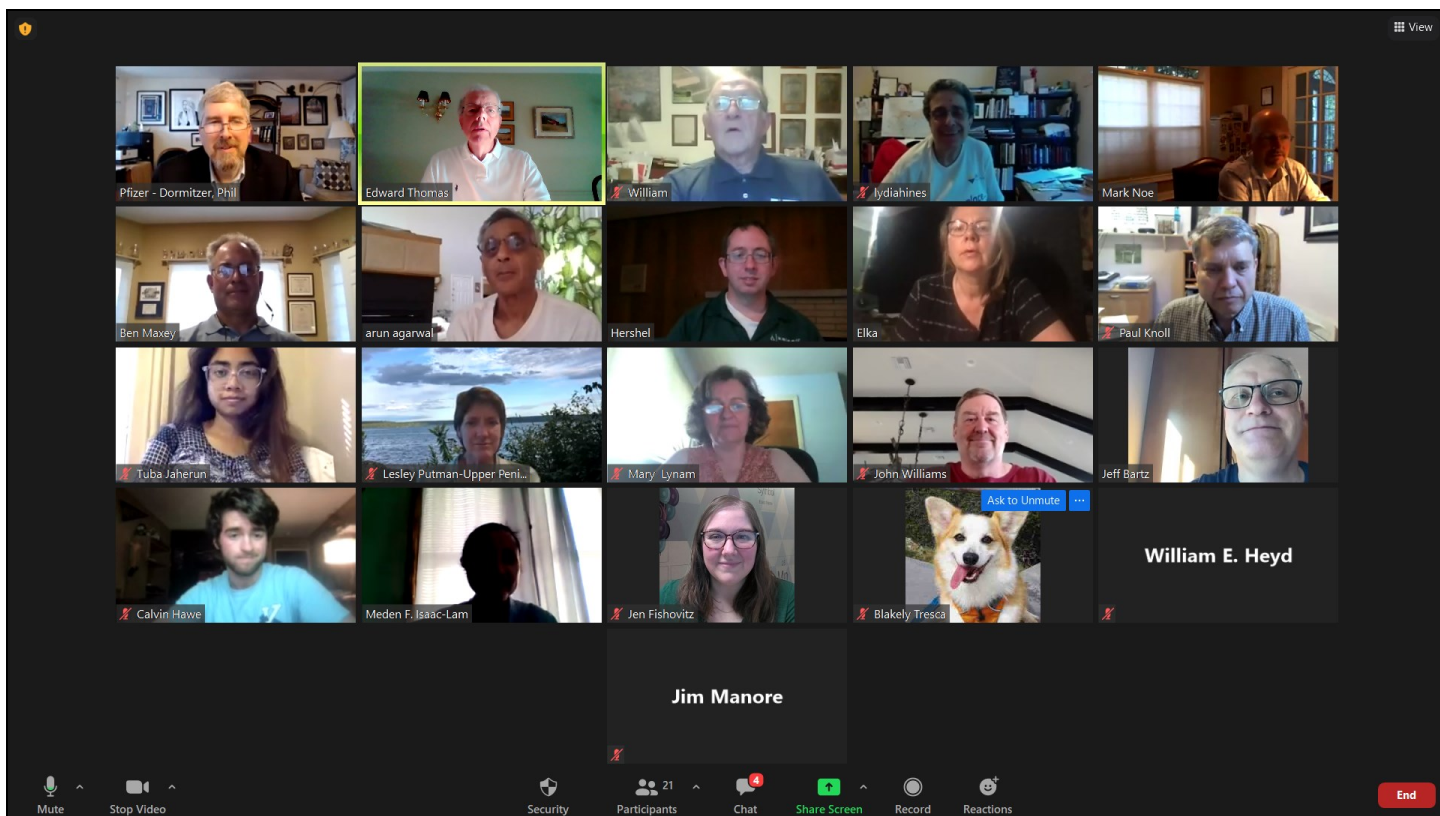 View
Pfizer - Dormitzer, Phil
Edward Thomas
William
lydiahines
Mark Noe
Ben Maxey
arun agarwal
Hershel
Elka
Paul Knoll
Tuba Jaherun
Lesley Putman-Upper Peni...
Mary Lynam
John Williams
Jeff Bartz
Calvin Hawe
Meden F. Isaac-Lam
Jen Fishovitz
Ask to Unmute
Blakely Tresca
William E. Heyd
Jim Manore
Mute
Stop Video
Security
21
Participants
4
Chat
Share Screen
Record
Reactions
End